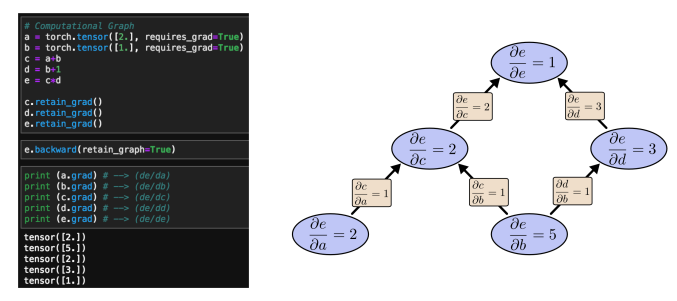 # Computational Graph
a = torch.tensor([2.], requires_grad=True)
b = torch.tensor([1.], requires_grad=True)
c = a+b
d = b+1
e = c*d
c.retain_grad()
d.retain_grad()
e.retain_grad()
e.backward(retain_graph=True)
print (a.grad) # --> (de/da)
print (b.grad) # --> (de/db)
print (c.grad) # --> (de/dc)
print (d.grad) # --> (de/dd)
print (e.grad) # --> (de/de)
tensor([2.])
tensor([5.])
tensor([2.])
tensor([3.])
tensor([1.])
∂e/∂e = 1
∂e/∂c = 2
∂e/∂d = 3
∂e/∂c = 2
∂e/∂d = 3
∂c/∂a = 1
∂c/∂b = 1
∂d/∂b = 1
∂e/∂a = 2
∂e/∂b = 5